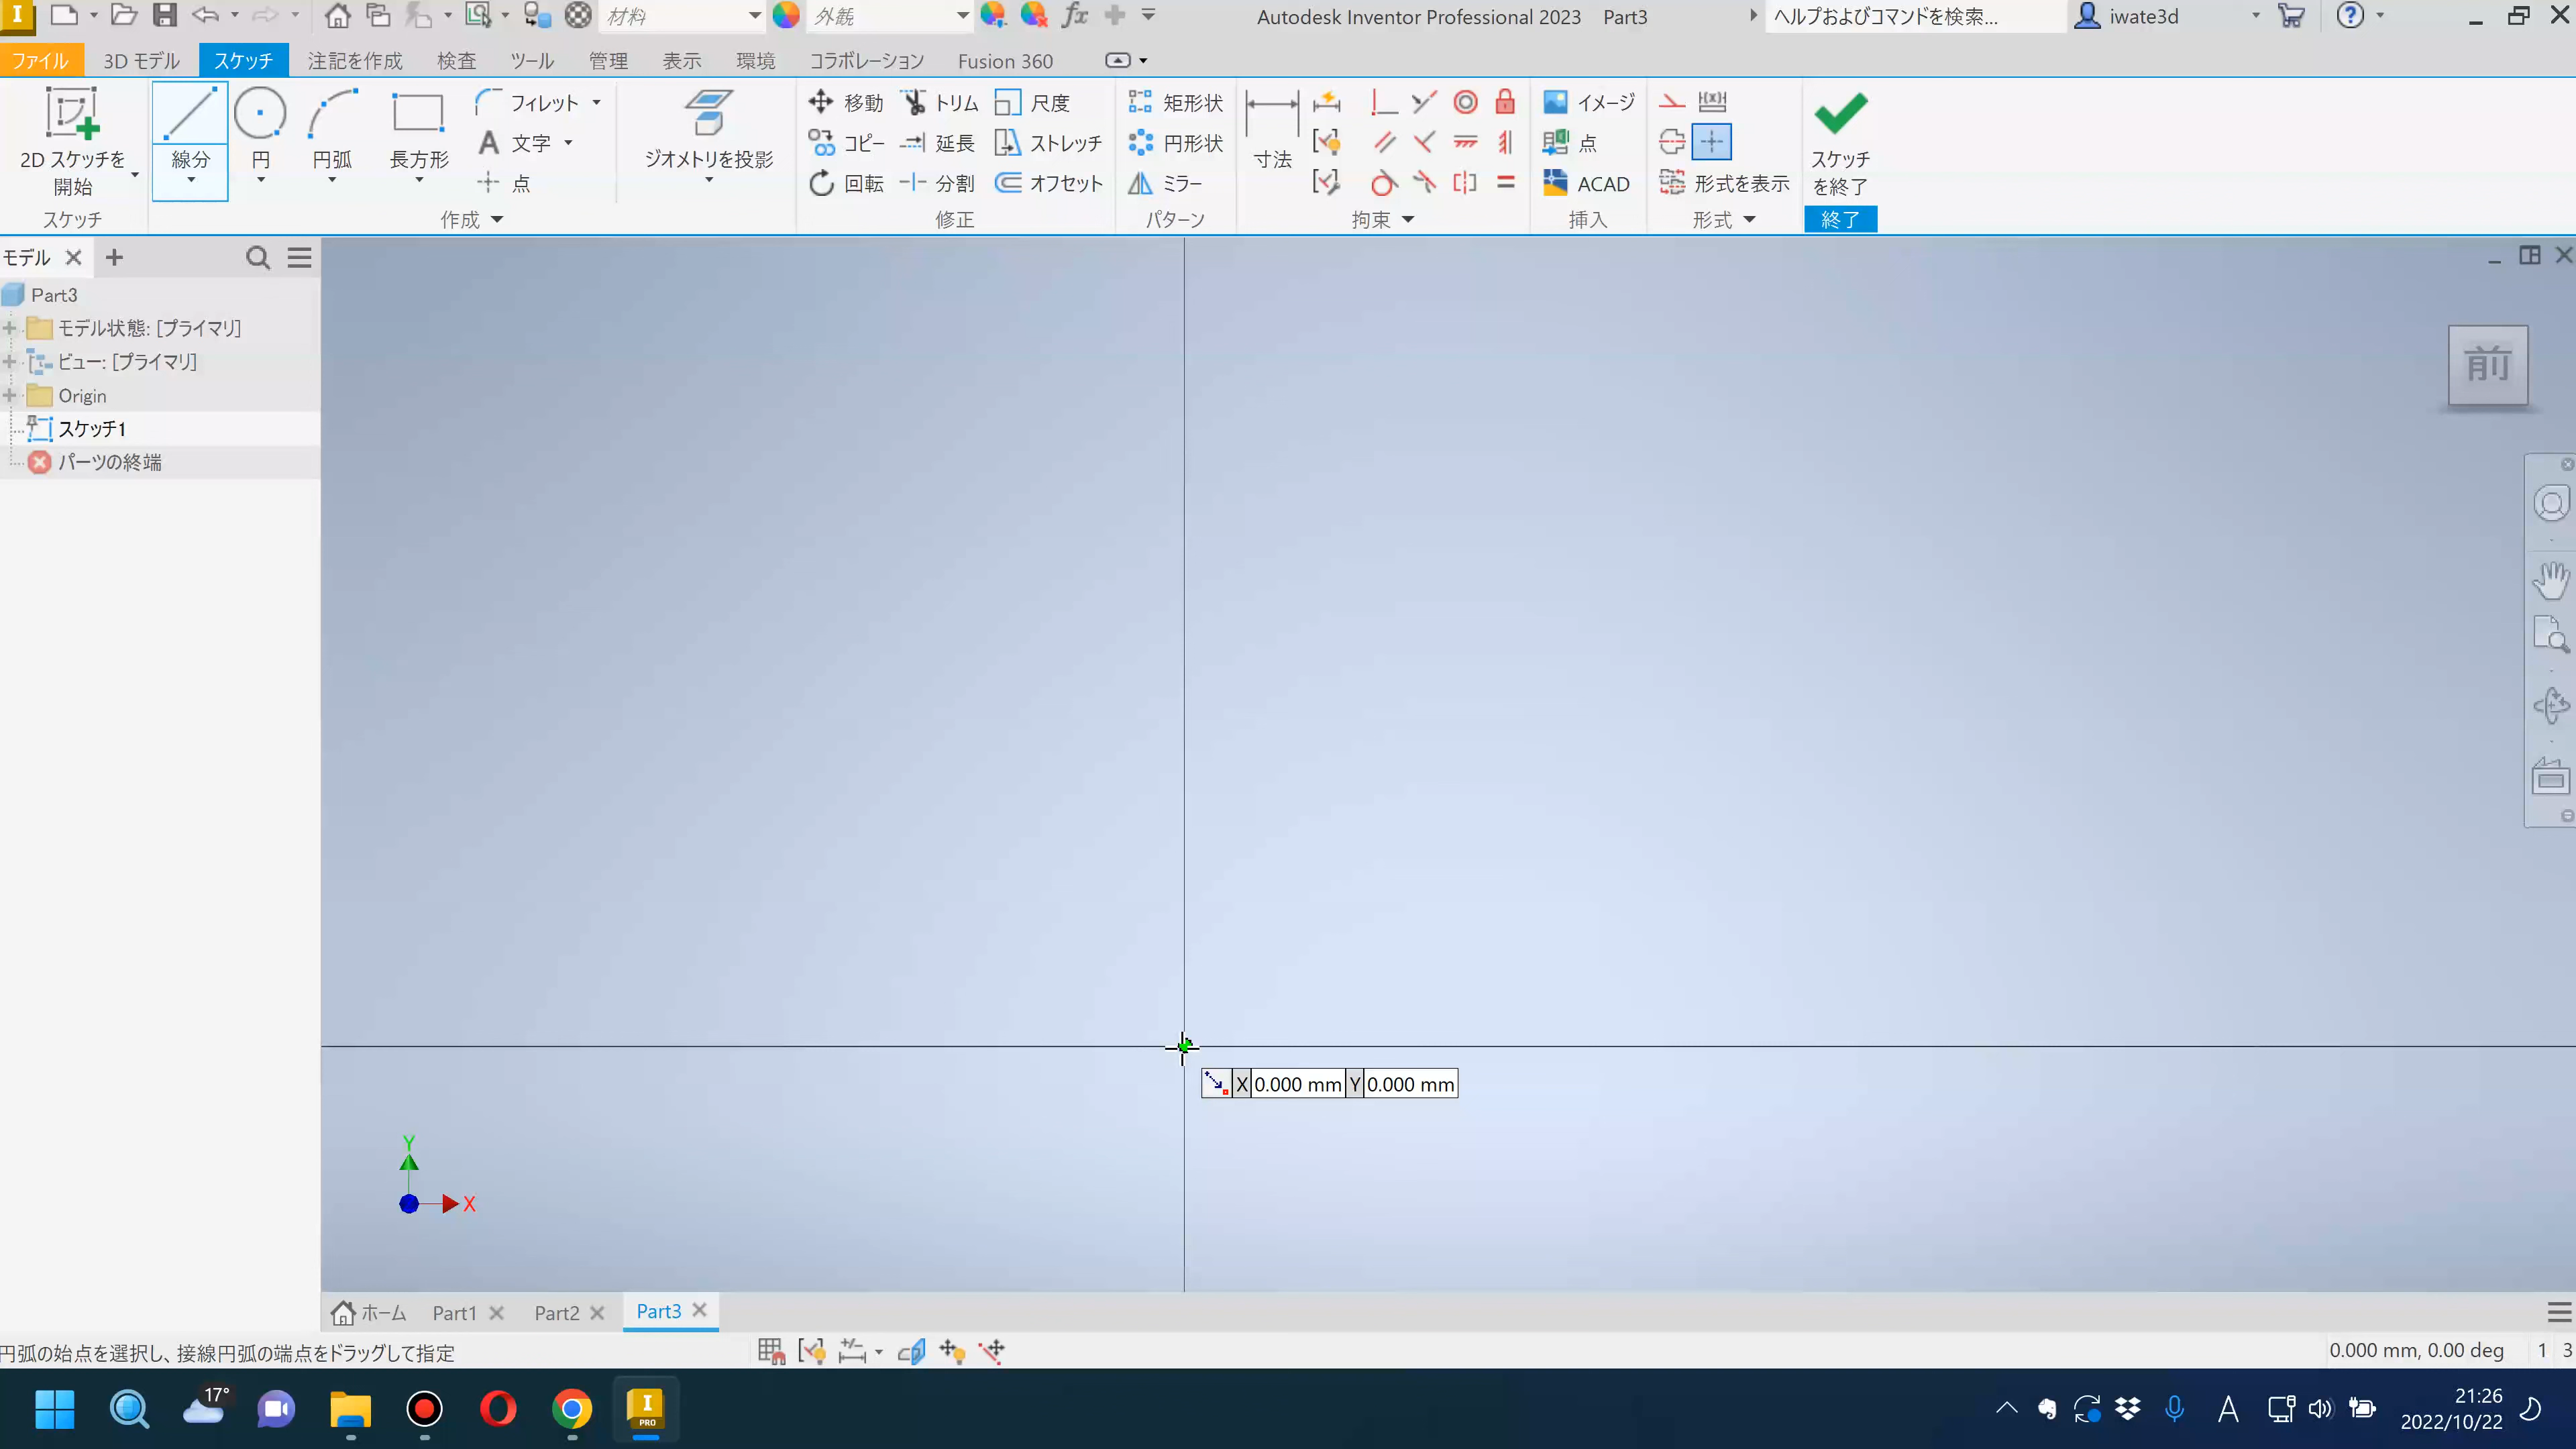 I 材料 外観 fx Autodesk Inventor Professional 2023 Part3 ヘルプおよびコマンドを検索... iwate3d
ファイル 3D モデル スケッチ 注記を作成 検査 ツール 管理 表示 環境 コラボレーション Fusion 360
2D スケッチを
開始
スケッチ
線分 円 円弧 長方形
フィレット
A 文字
点
作成
ジオメトリを投影
移動 トリム 尺度
コピー 延長 ストレッチ
回転 分割 オフセット
修正
矩形状
円形状
ミラー
パターン
寸法
拘束
イメージ
点
ACAD
挿入
形式を表示
形式
スケッチ
を終了
終了
モデル
Part3
モデル状態: [プライマリ]
ビュー: [プライマリ]
Origin
スケッチ1
パーツの終端
前
X 0.000 mm Y 0.000 mm
Y
X
ホーム Part1 Part2 Part3
円弧の始点を選択し、接線円弧の端点をドラッグして指定 0.000 mm, 0.00 deg 1 3
17°
I
PRO
A
21:26
2022/10/22